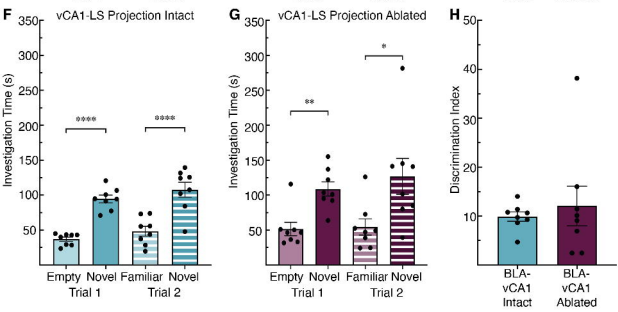 F vCA1-LS Projection Intact
Investigation Time (s)
350
300
250
200
150
100
50
**** ****
Empty Novel Familiar Novel
Trial 1 Trial 2
G vCA1-LS Projection Ablated
Investigation Time (s)
350
300
250
200
150
100
50
** *
Empty Novel Familiar Novel
Trial 1 Trial 2
H
Discrimination Index
50
40
30
20
10
BLA- BLA-
vCA1 vCA1
Intact Ablated